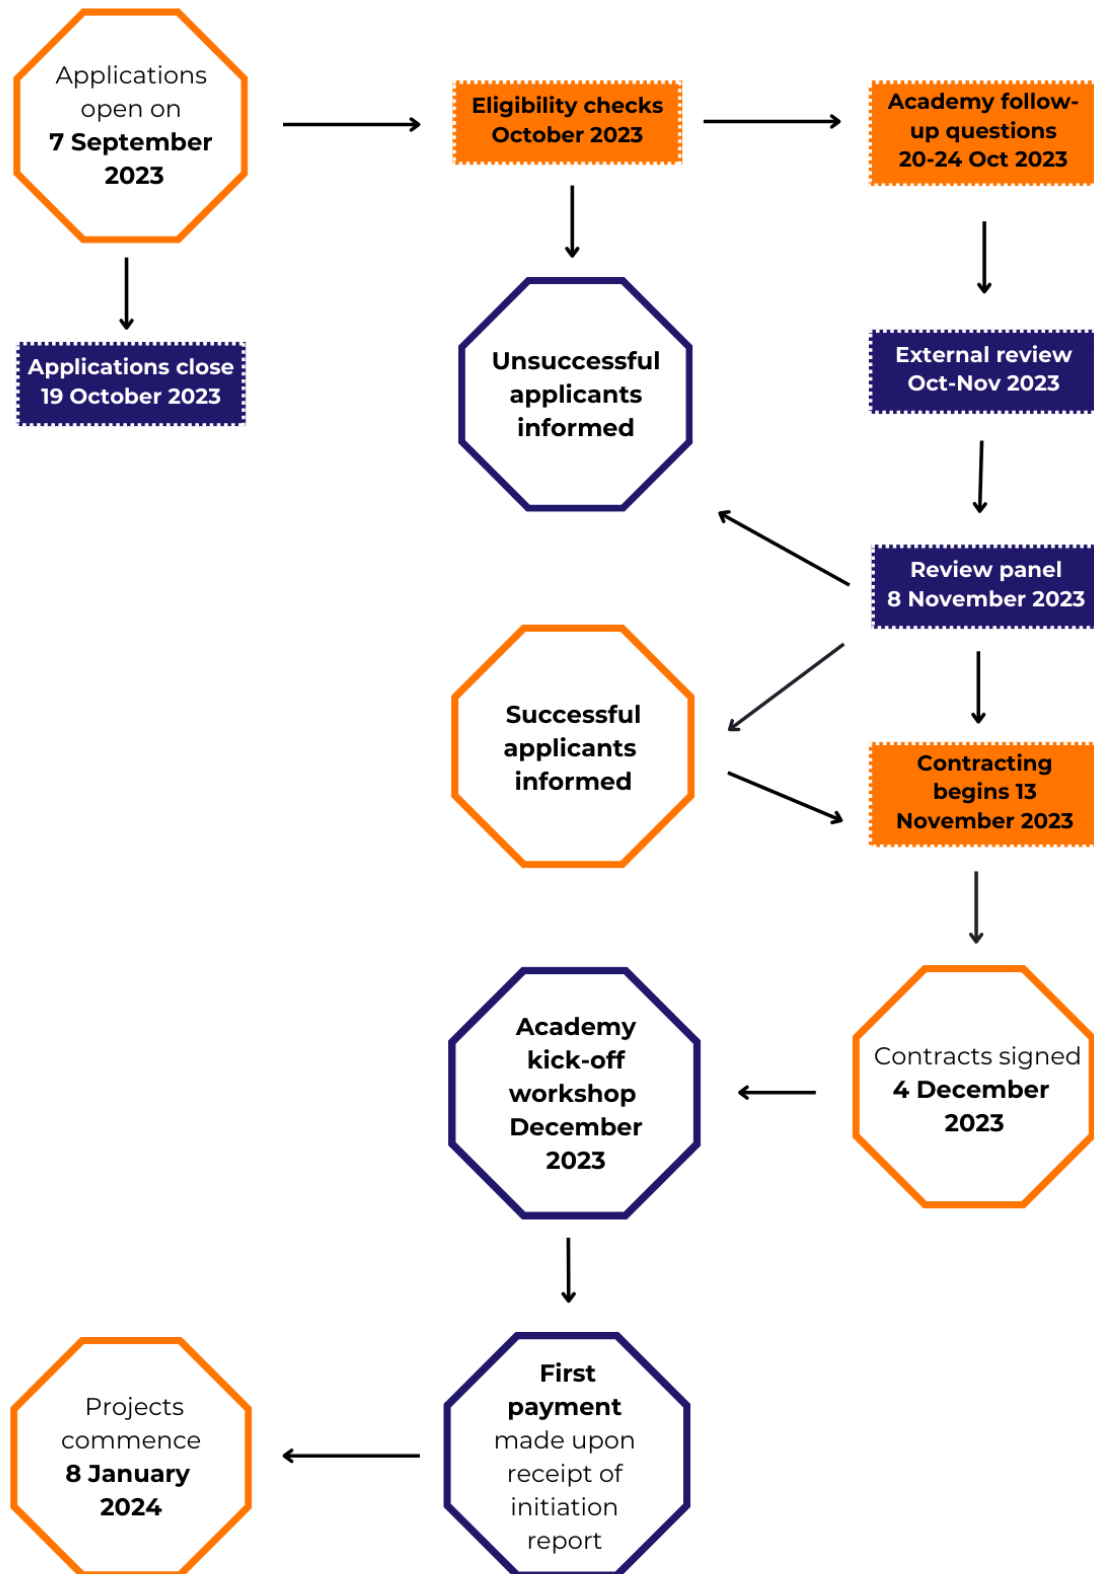 Applications
open on
7 September
2023
Eligibility checks
October 2023
Academy follow-
up questions
20-24 Oct 2023
Applications close
19 October 2023
Unsuccessful
applicants
informed
External review
Oct-Nov 2023
Review panel
8 November 2023
Successful
applicants
informed
Contracting
begins 13
November 2023
Academy
kick-off
workshop
December
2023
Contracts signed
4 December
2023
Projects
commence
8 January
2024
First
payment
made upon
receipt of
initiation
report